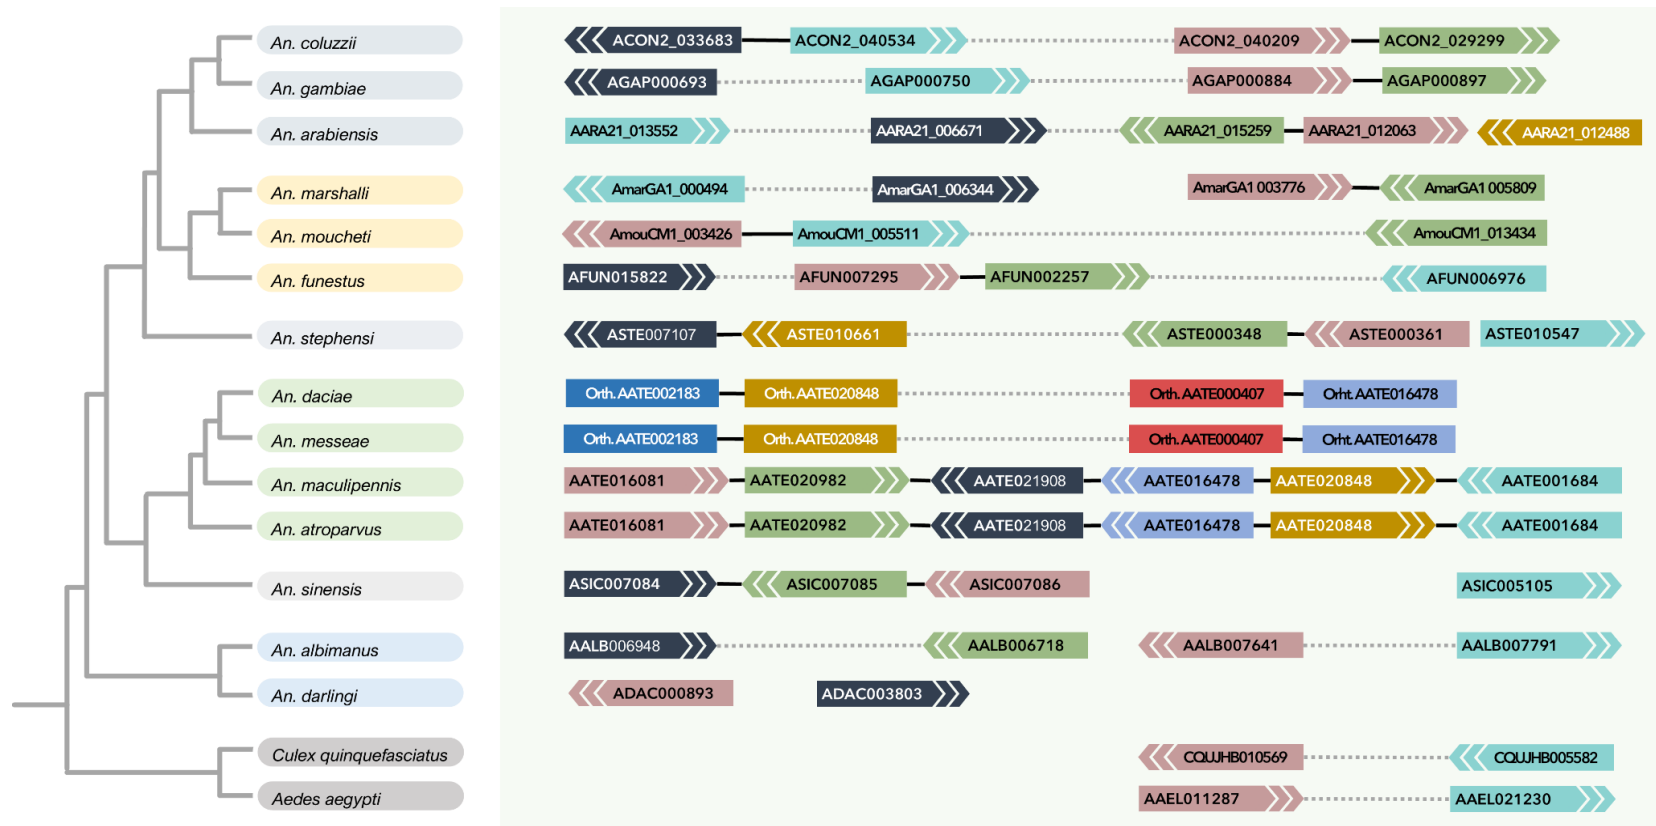 An. coluzzii ACON2_033683 ACON2_040534 ACON2_040209 ACON2_029299
An. gambiae AGAP000693 AGAP000750 AGAP000884 AGAP000897
An. arabiensis AARA21_013552 AARA21_006671 AARA21_015259 AARA21_012063 AARA21_012488
An. marshalli AmarGA1_000494 AmarGA1_006344 AmarGA1 003776 AmarGA1 005809
An. moucheti AmouCM1_003426 AmouCM1_005511 AmouCM1_013434
An. funestus AFUN015822 AFUN007295 AFUN002257 AFUN006976
An. stephensi ASTE007107 ASTE010661 ASTE000348 ASTE000361 ASTE010547
An. daciae Orth. AATE002183 Orth. AATE020848 Orth. AATE000407 Orht. AATE016478
An. messeae Orth. AATE002183 Orth. AATE020848 Orth. AATE000407 Orht. AATE016478
An. maculipennis AATE016081 AATE020982 AATE021908 AATE016478 AATE020848 AATE001684
An. atroparvus AATE016081 AATE020982 AATE021908 AATE016478 AATE020848 AATE001684
An. sinensis ASIC007084 ASIC007085 ASIC007086 ASIC005105
An. albimanus AALB006948 AALB006718 AALB007641 AALB007791
An. darlingi ADAC000893 ADAC003803
Culex quinquefasciatus CQUJHB010569 CQUJHB005582
Aedes aegypti AAEL011287 AAEL021230